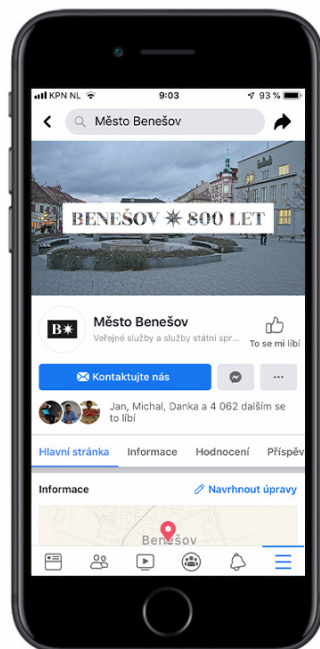 KPN NL 9:03 93 %
Město Benešov
BENEŠOV ✷ 800 LET
B✷
Město Benešov
Veřejné služby a služby státní spr...
To se mi líbí
Kontaktujte nás
Jan, Michal, Danka a 4 062 dalším se
to líbí
Hlavní stránka Informace Hodnocení Příspěv
Informace Navrhnout úpravy
Benešov